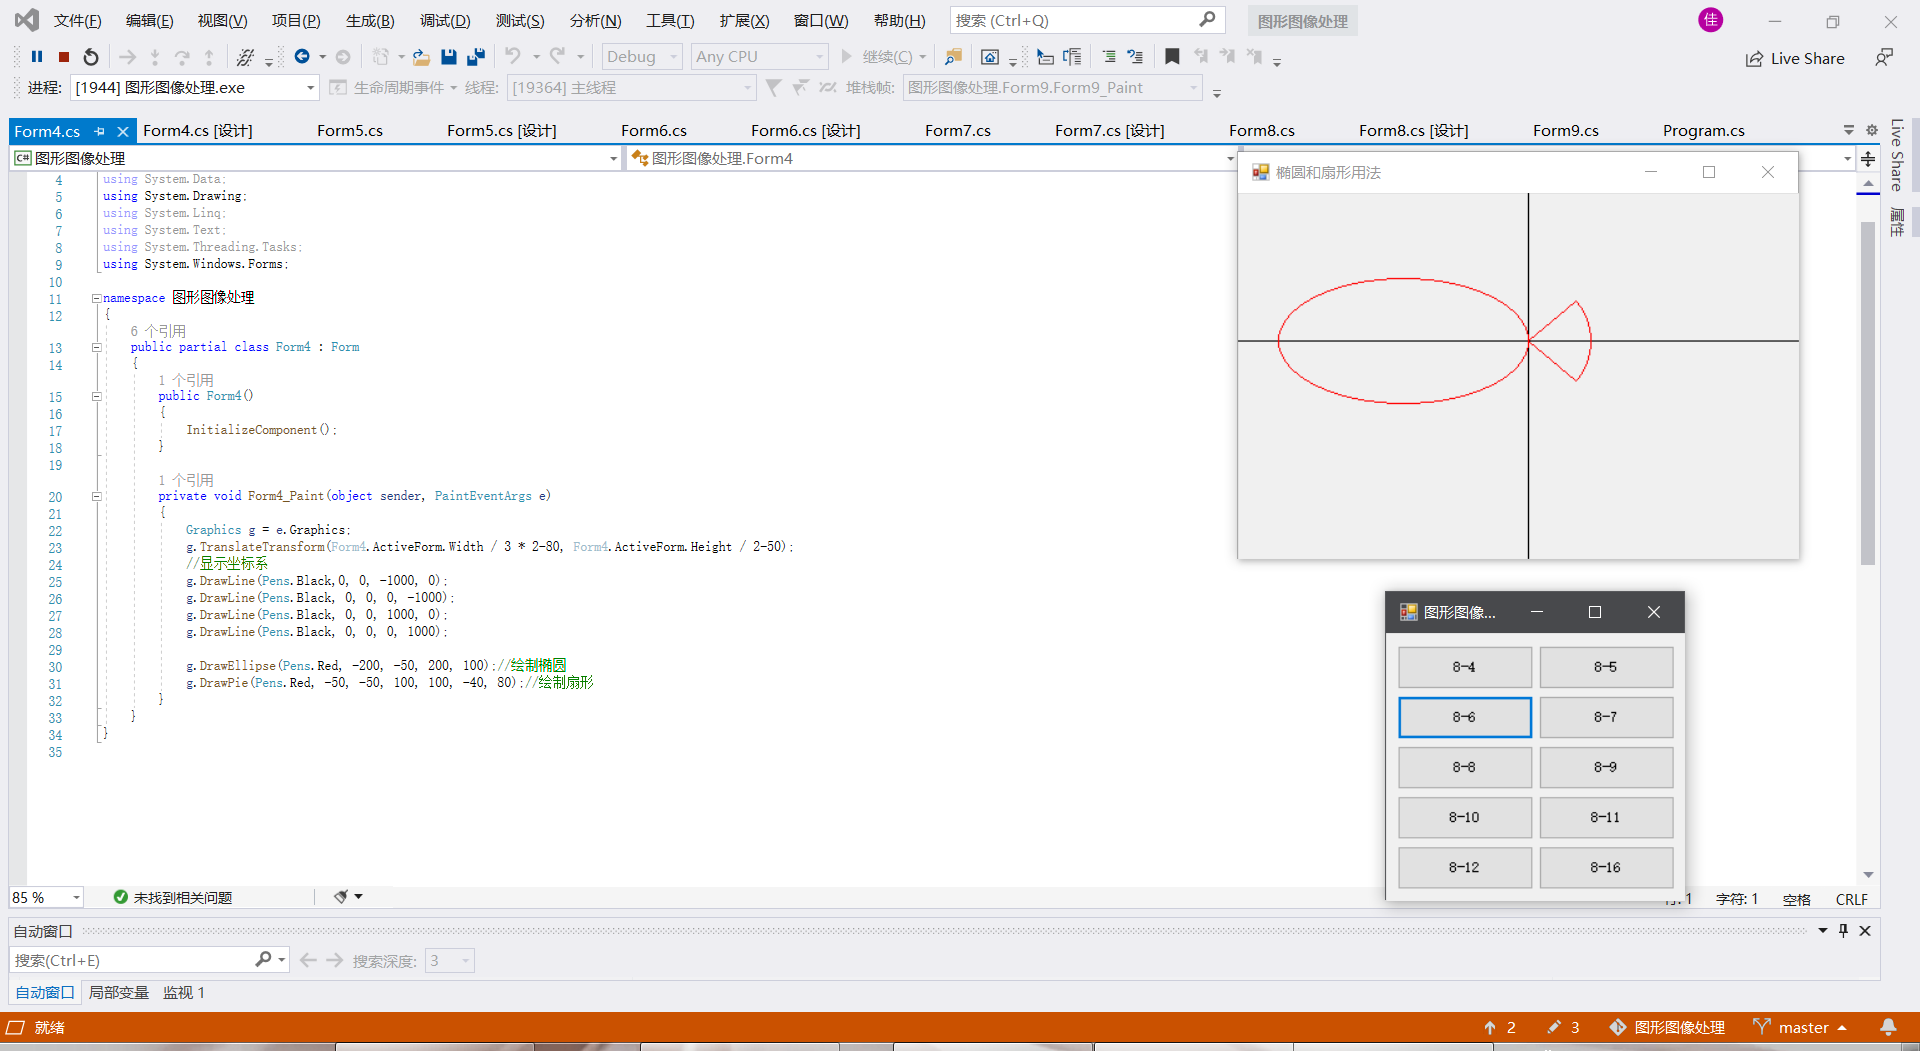 文件(F) 编辑(E) 视图(V) 项目(P) 生成(B) 调试(D) 测试(S) 分析(N) 工具(T) 扩展(X) 窗口(W) 帮助(H) 搜索 (Ctrl+Q) 图形图像处理 佳
Debug Any CPU 继续(C) Live Share
进程: [1944] 图形图像处理.exe 生命周期事件 线程: [19364] 主线程 堆栈帧: 图形图像处理.Form9.Form9_Paint
Form4.cs Form4.cs [设计] Form5.cs Form5.cs [设计] Form6.cs Form6.cs [设计] Form7.cs Form7.cs [设计] Form8.cs Form8.cs [设计] Form9.cs Program.cs
C# 图形图像处理 图形图像处理.Form4
Live Share
属性
4 using System.Data;
5 using System.Drawing;
6 using System.Linq;
7 using System.Text;
8 using System.Threading.Tasks;
9 using System.Windows.Forms;
10
11 namespace 图形图像处理
12 {
6 个引用
13 public partial class Form4 : Form
14 {
1 个引用
15 public Form4()
16 {
17 InitializeComponent();
18 }
19
1 个引用
20 private void Form4_Paint(object sender, PaintEventArgs e)
21 {
22 Graphics g = e.Graphics;
23 g.TranslateTransform(Form4.ActiveForm.Width / 3 * 2-80, Form4.ActiveForm.Height / 2-50);
24 //显示坐标系
25 g.DrawLine(Pens.Black,0, 0, -1000, 0);
26 g.DrawLine(Pens.Black, 0, 0, 0, -1000);
27 g.DrawLine(Pens.Black, 0, 0, 1000, 0);
28 g.DrawLine(Pens.Black, 0, 0, 0, 1000);
29
30 g.DrawEllipse(Pens.Red, -200, -50, 200, 100);//绘制椭圆
31 g.DrawPie(Pens.Red, -50, -50, 100, 100, -40, 80);//绘制扇形
32 }
33 }
34 }
35
椭圆和扇形用法
图形图像...
8-4 8-5
8-6 8-7
8-8 8-9
8-10 8-11
8-12 8-16
85 % 未找到相关问题 行: 1 字符: 1 空格 CRLF
自动窗口
搜索(Ctrl+E) 搜索深度: 3
自动窗口 局部变量 监视 1
就绪 2 3 图形图像处理 master